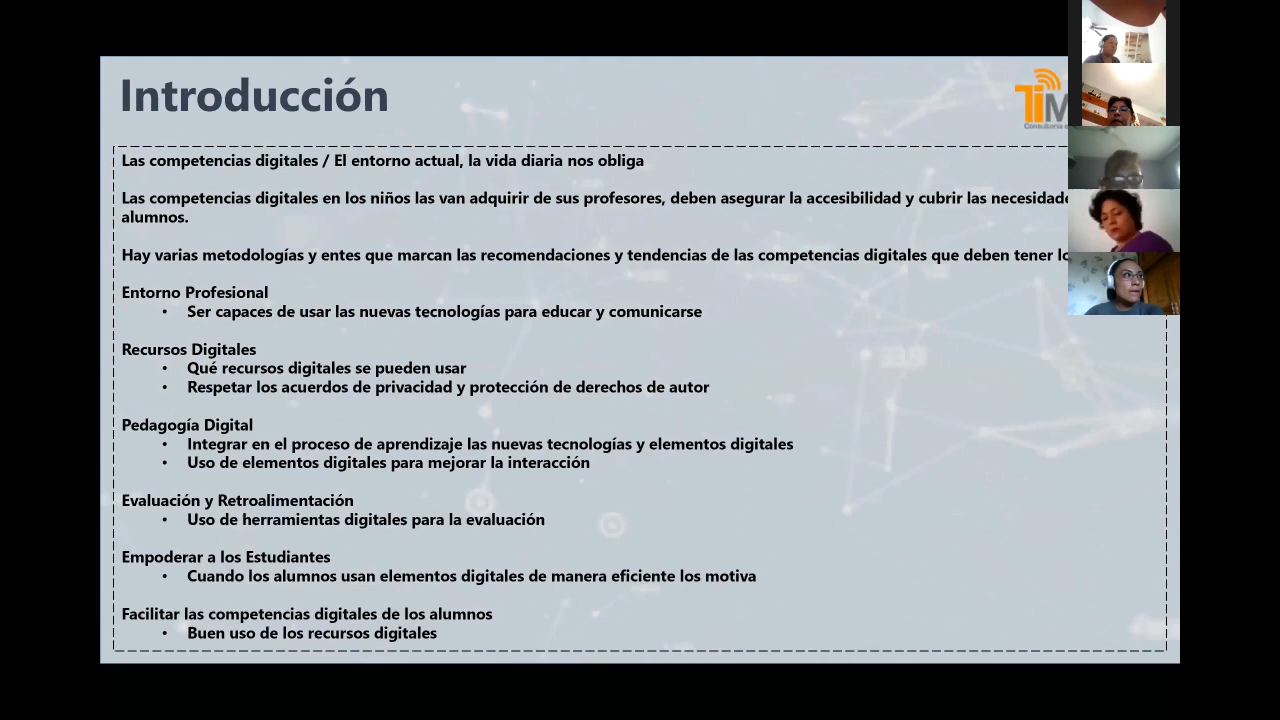 Introducción
TiM
Consultoría
Las competencias digitales / El entorno actual, la vida diaria nos obliga
Las competencias digitales en los niños las van adquirir de sus profesores, deben asegurar la accesibilidad y cubrir las
alumnos.
Hay varias metodologías y entes que marcan las recomendaciones y tendencias de las competencias digitales que deben tener
Entorno Profesional
• Ser capaces de usar las nuevas tecnologías para educar y comunicarse
Recursos Digitales
• Qué recursos digitales se pueden usar
• Respetar los acuerdos de privacidad y protección de derechos de autor
Pedagogía Digital
• Integrar en el proceso de aprendizaje las nuevas tecnologías y elementos digitales
• Uso de elementos digitales para mejorar la interacción
Evaluación y Retroalimentación
• Uso de herramientas digitales para la evaluación
Empoderar a los Estudiantes
• Cuando los alumnos usan elementos digitales de manera eficiente los motiva
Facilitar las competencias digitales de los alumnos
• Buen uso de los recursos digitales